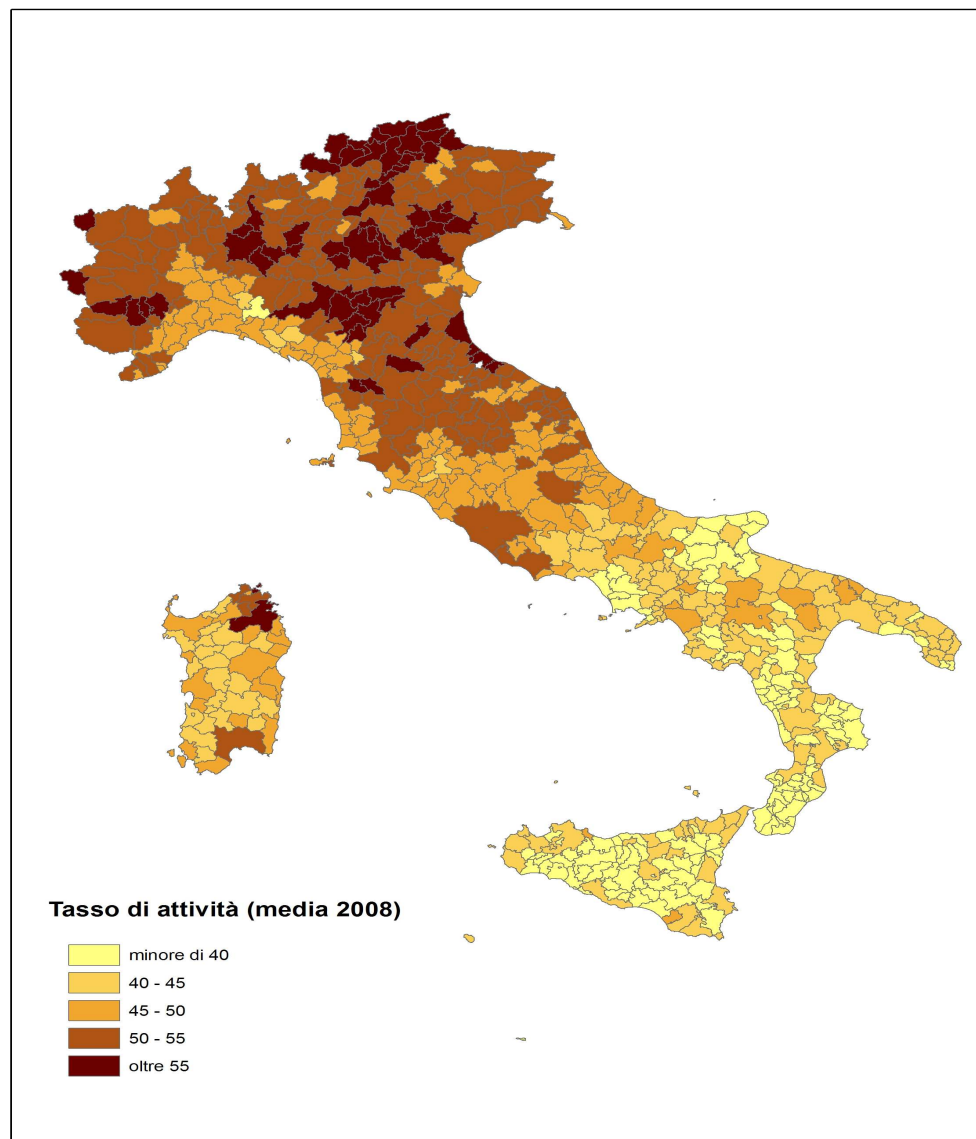 Tasso di attività (media 2008)
minore di 40
40 - 45
45 - 50
50 - 55
oltre 55